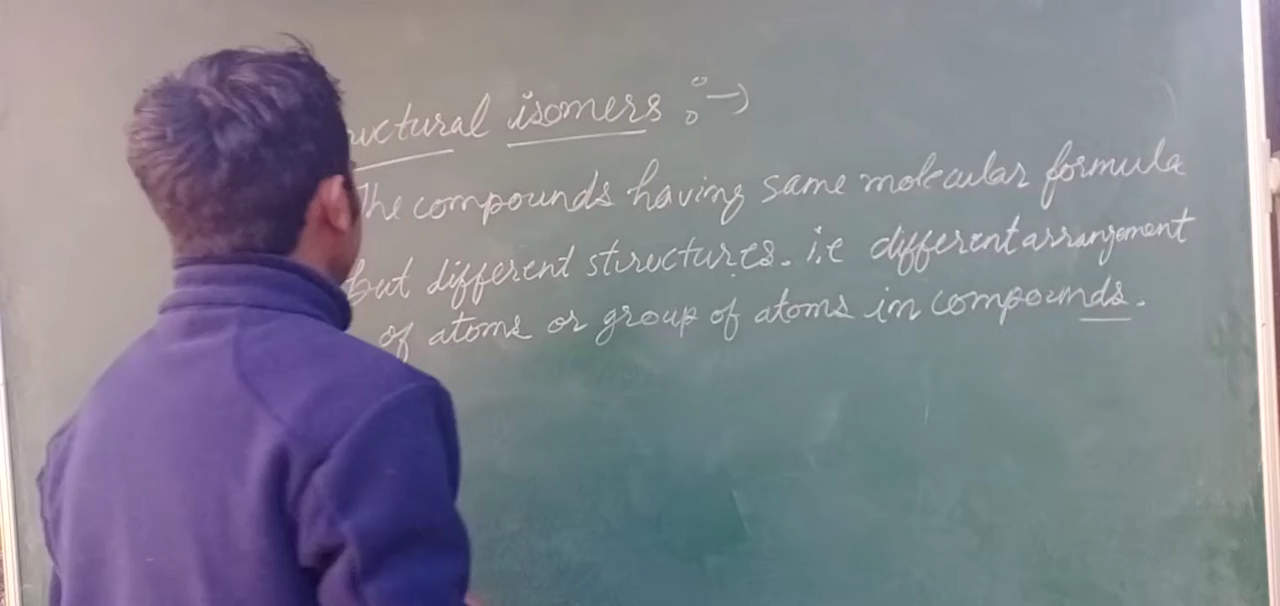 ructural isomers :->
The compounds having same molecular formula
but different structures. i.e different arrangement
of atoms or group of atoms in compounds.